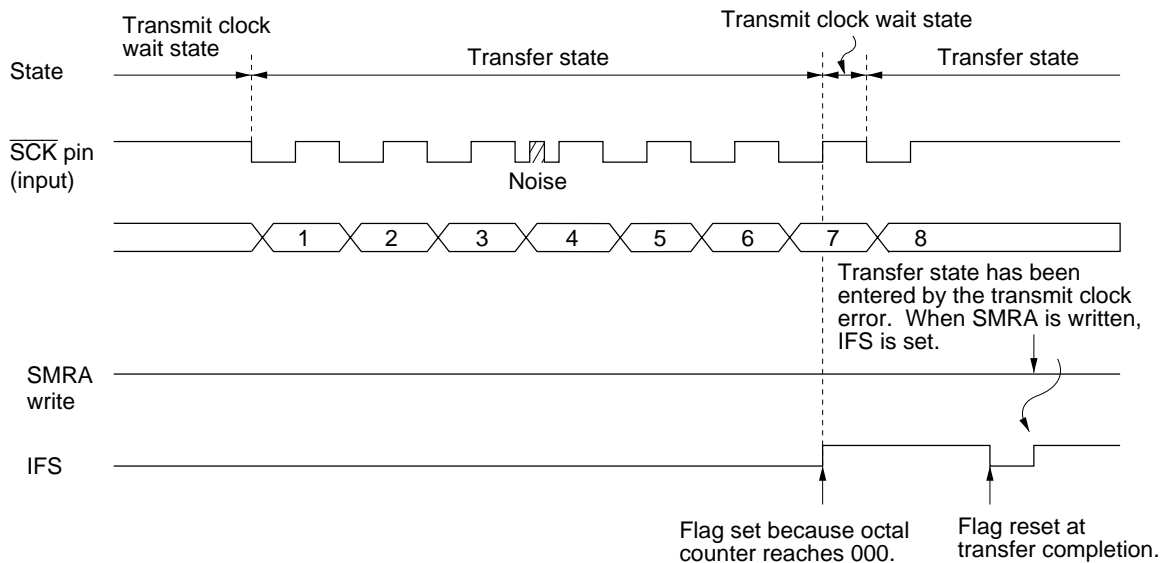 Transmit clock
wait state
Transmit clock wait state
State
Transfer state
Transfer state
SCK pin
(input)
Noise
1 2 3 4 5 6 7 8
Transfer state has been
entered by the transmit clock
error. When SMRA is written,
IFS is set.
SMRA
write
IFS
Flag set because octal
counter reaches 000.
Flag reset at
transfer completion.